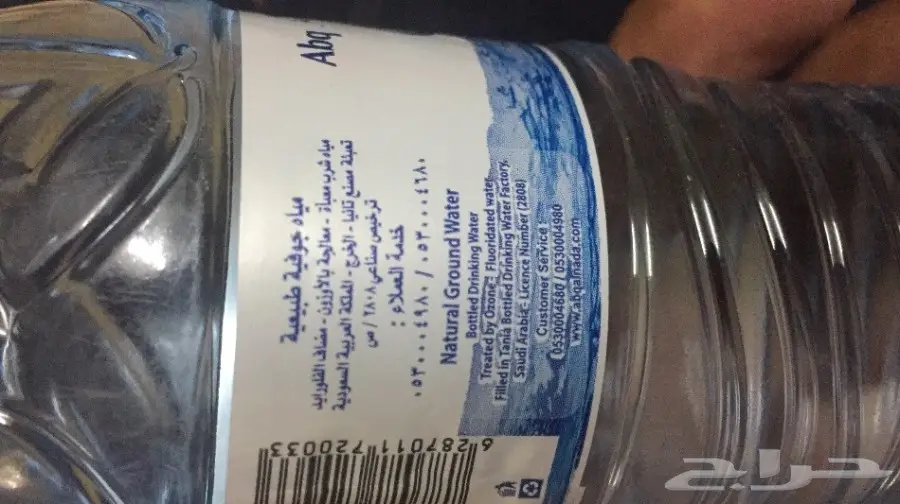 Abq
مياه جوفية طبيعية
مياه شرب معبأة - معالجة بالأوزون - مضاف الفلورايد
تعبئة مصنع تانيا - الخرج - المملكة العربية السعودية
ترخيص صناعي ٢٨٠٨ / س
خدمة العملاء :
٠٥٣٠٠٠٤٩٨٠ / ٠٥٣٠٠٠٤٦٨٠
Natural Ground Water
Bottled Drinking Water
Treated by Ozone - Fluoridated water,
Filled in Tania Bottled Drinking Water Factory,
Saudi Arabia - Licence Number (2808)
Customer Service :
0530004680 / 0530004980
www.abqalnada.com
6 287011 720033
حراج